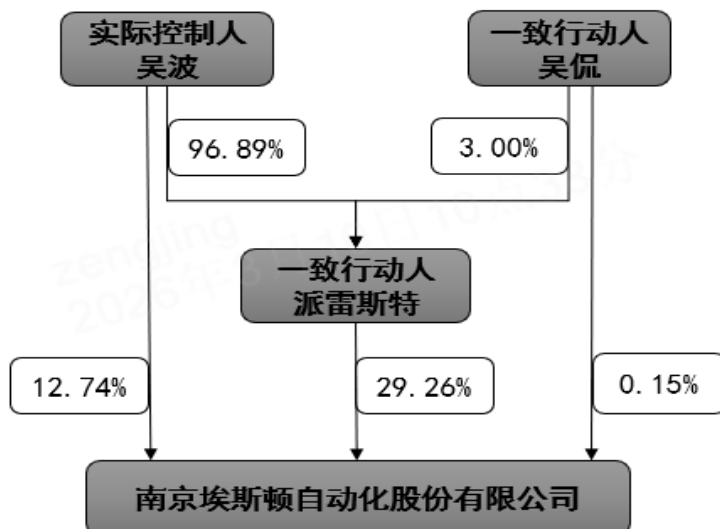 实际控制人
吴波
一致行动人
吴侃
96.89%
3.00%
一致行动人
派雷斯特
12.74%
29.26%
0.15%
南京埃斯顿自动化股份有限公司
zengjing